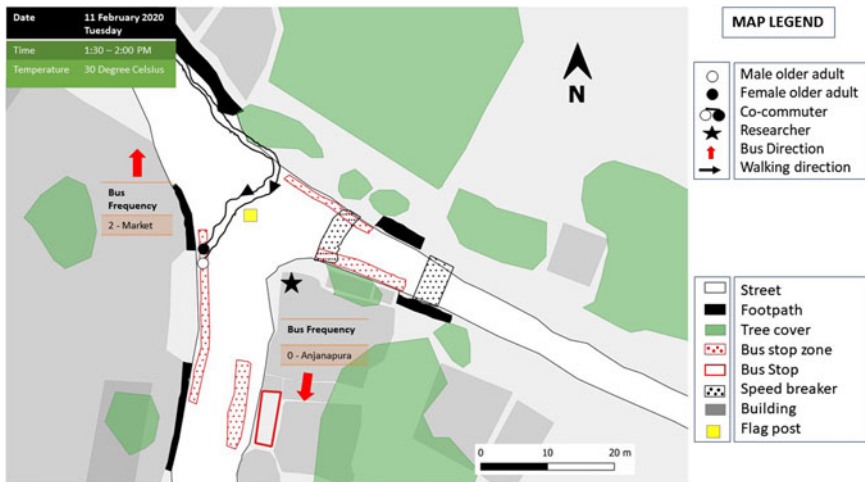 Date 11 February 2020
Tuesday
Time 1:30 – 2:00 PM
Temperature 30 Degree Celsius
N
Bus
Frequency
2 - Market
Bus Frequency
0 - Anjanapura
0 10 20 m
MAP LEGEND
Male older adult
Female older adult
Co-commuter
Researcher
Bus Direction
Walking direction
Street
Footpath
Tree cover
Bus stop zone
Bus Stop
Speed breaker
Building
Flag post